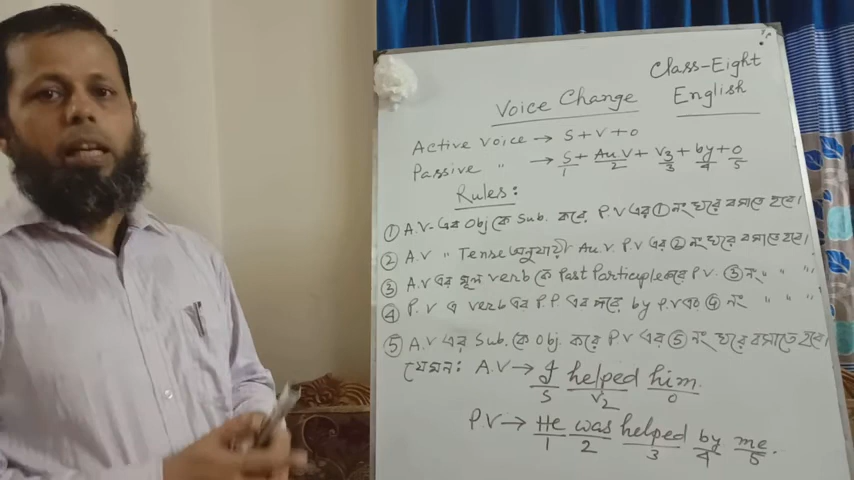 Class-Eight
Voice Change English
Active Voice → S + V + O
Passive " → S + Au.V + V3 + by + O
1 2 3 4 5
Rules:
① A.V-এর Obj কে Sub. করে P.V এর ① নং ঘরে বসাতে হবে।
② A.V " Tense অনুযায়ী Au.V. P.V এর ② নং ঘরে বসাতে হবে।
③ A.V এর মূল verb কে Past Participle করে P.V. ③ নং " "
④ P.V এ verb এর P.P এর পরে by P.V এর ④ নং " " "
⑤ A.V এর Sub. কে Obj. করে P.V এর ⑤ নং ঘরে বসাতে হবে।
যেমন: A.V → I helped him.
S V2 O
P.V → He was helped by me.
1 2 3 4 5